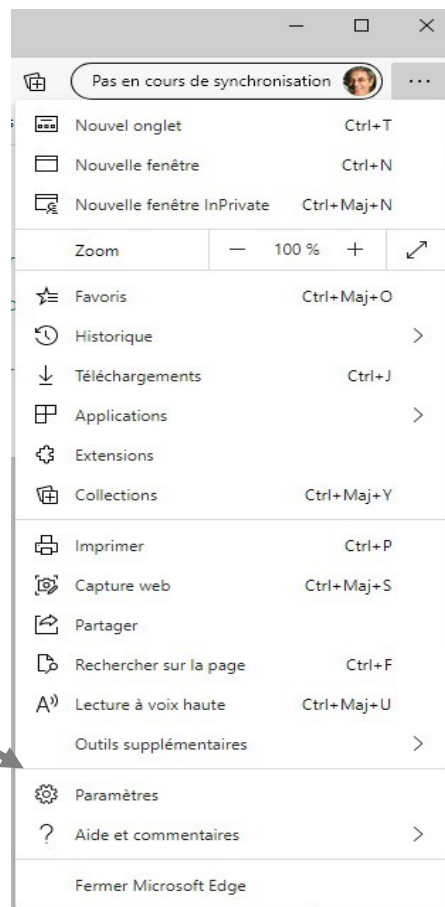 Pas en cours de synchronisation
Nouvel onglet Ctrl+T
Nouvelle fenêtre Ctrl+N
Nouvelle fenêtre InPrivate Ctrl+Maj+N
Zoom — 100 % +
Favoris Ctrl+Maj+O
Historique
Téléchargements Ctrl+J
Applications
Extensions
Collections Ctrl+Maj+Y
Imprimer Ctrl+P
Capture web Ctrl+Maj+S
Partager
Rechercher sur la page Ctrl+F
Lecture à voix haute Ctrl+Maj+U
Outils supplémentaires
Paramètres
Aide et commentaires
Fermer Microsoft Edge